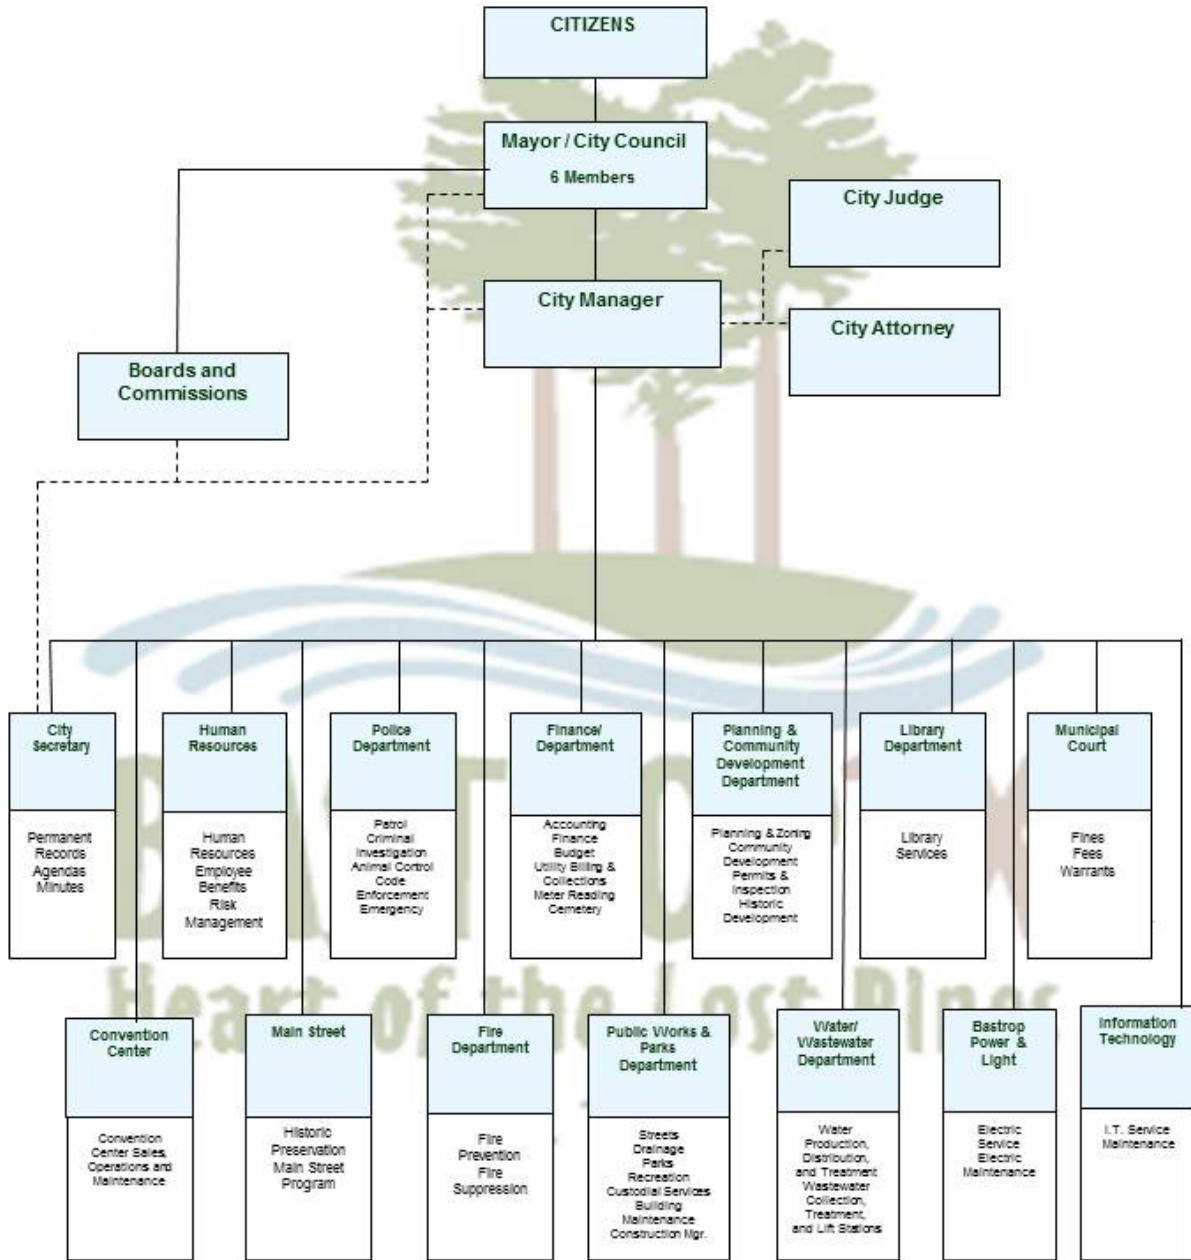 CITIZENS
Mayor / City Council
6 Members
City Judge
City Manager
City Attorney
Boards and
Commissions
City
Secretary
Permanent
Records
Agendas
Minutes
Human
Resources
Human
Resources
Employee
Benefits
Risk
Management
Police
Department
Patrol
Criminal
Investigation
Animal Control
Code
Enforcement
Emergency
Finance/
Department
Accounting
Finance
Budget
Utility Billing &
Collections
Meter Reading
Cemetery
Planning &
Community
Development
Department
Planning & Zoning
Community
Development
Permits &
Inspection
Historic
Development
Library
Department
Library
Services
Municipal
Court
Fines
Fees
Warrants
Heart of the Lost Pines
Convention
Center
Convention
Center Sales,
Operations and
Maintenance
Main Street
Historic
Preservation
Main Street
Program
Fire
Department
Fire
Prevention
Fire
Suppression
Public Works &
Parks
Department
Streets
Drainage
Parks
Recreation
Custodial Services
Building
Maintenance
Construction Mgr.
Water/
Wastewater
Department
Water
Production,
Distribution,
and Treatment
Wastewater
Collection,
Treatment,
and Lift Stations
Bastrop
Power &
Light
Electric
Service
Electric
Maintenance
Information
Technology
I.T. Service
Maintenance